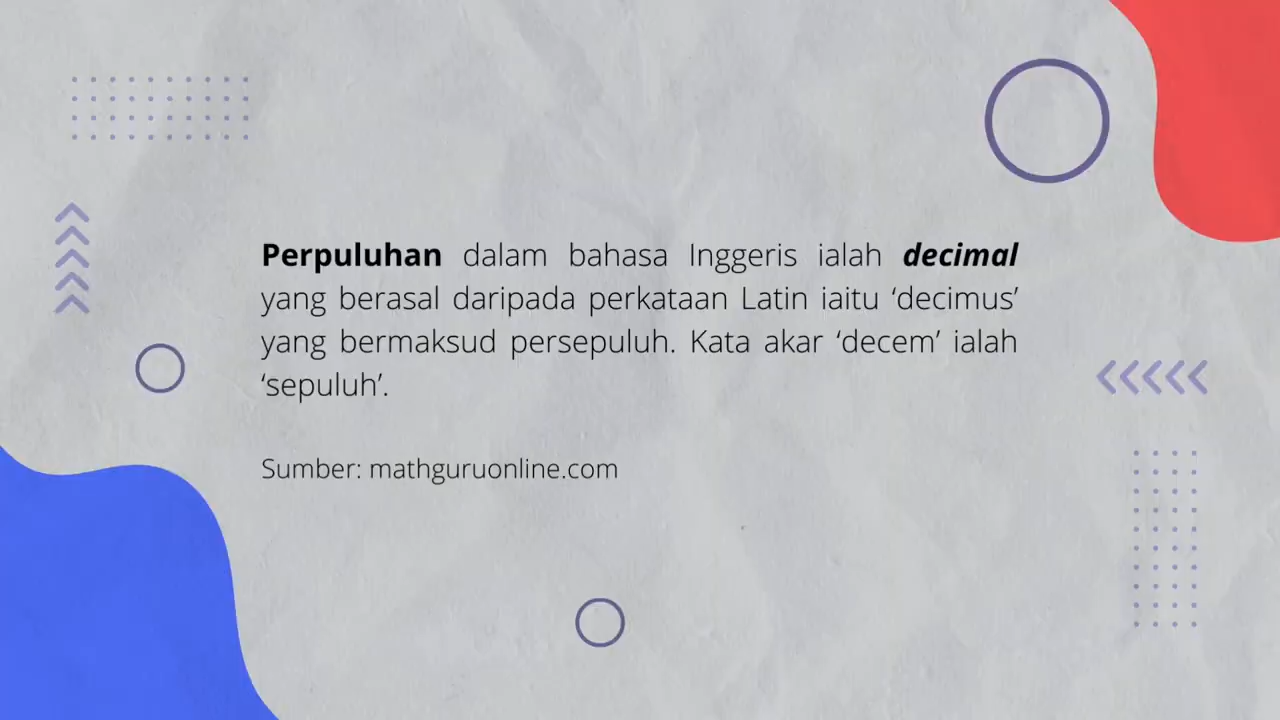 Perpuluhan dalam bahasa Inggeris ialah decimal
yang berasal daripada perkataan Latin iaitu ‘decimus’
yang bermaksud persepuluh. Kata akar ‘decem’ ialah
‘sepuluh’.
Sumber: mathguruonline.com